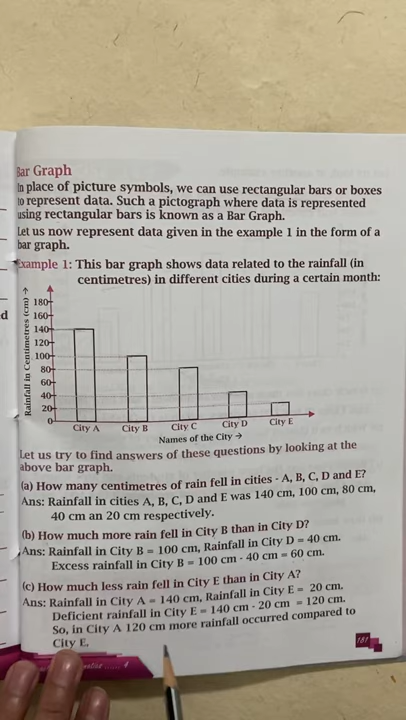 Bar Graph
In place of picture symbols, we can use rectangular bars or boxes
to represent data. Such a pictograph where data is represented
using rectangular bars is known as a Bar Graph.
Let us now represent data given in the example 1 in the form of a
bar graph.
Example 1: This bar graph shows data related to the rainfall (in
centimetres) in different cities during a certain month:
d
Rainfall in Centimetres (cm) →
180
160
140
120
100
80
60
40
20
0
City A City B City C City D City E
Names of the City →
Let us try to find answers of these questions by looking at the
above bar graph.
(a) How many centimetres of rain fell in cities - A, B, C, D and E?
Ans: Rainfall in cities A, B, C, D and E was 140 cm, 100 cm, 80 cm,
40 cm an 20 cm respectively.
(b) How much more rain fell in City B than in City D?
Ans: Rainfall in City B = 100 cm, Rainfall in City D = 40 cm.
Excess rainfall in City B = 100 cm - 40 cm = 60 cm.
(c) How much less rain fell in City E than in City A?
Ans: Rainfall in City A = 140 cm, Rainfall in City E = 20 cm.
Deficient rainfall in City E = 140 cm - 20 cm = 120 cm.
So, in City A 120 cm more rainfall occurred compared to
City E.
181
4